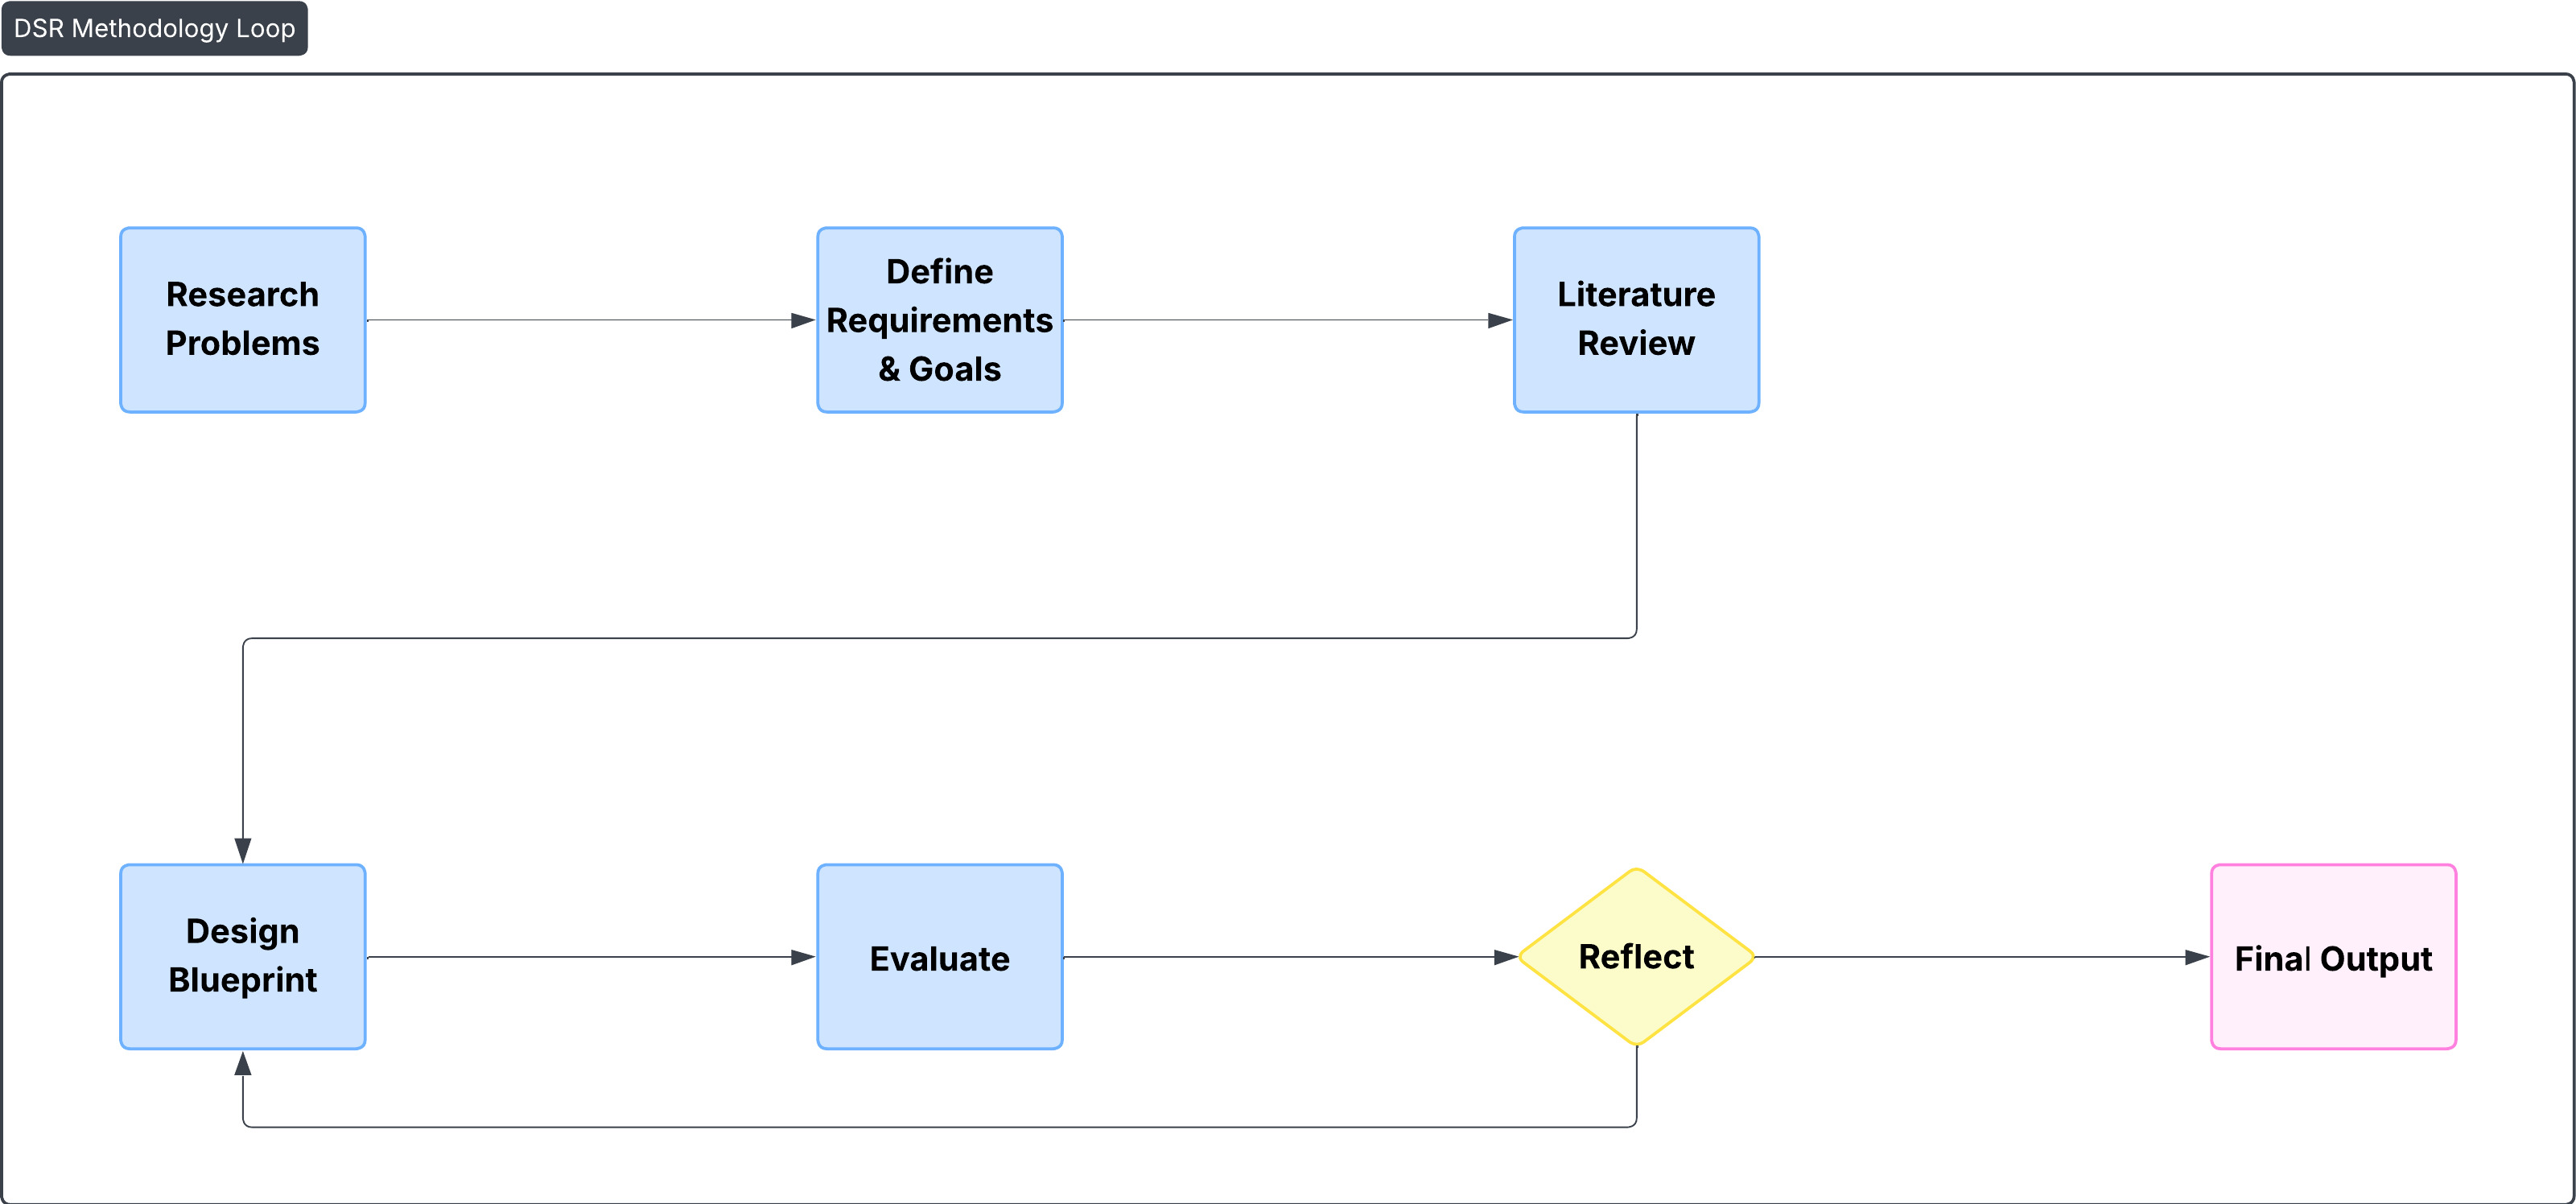 DSR Methodology Loop
Research
Problems
Define
Requirements
& Goals
Literature
Review
Design
Blueprint
Evaluate
Reflect
Final Output